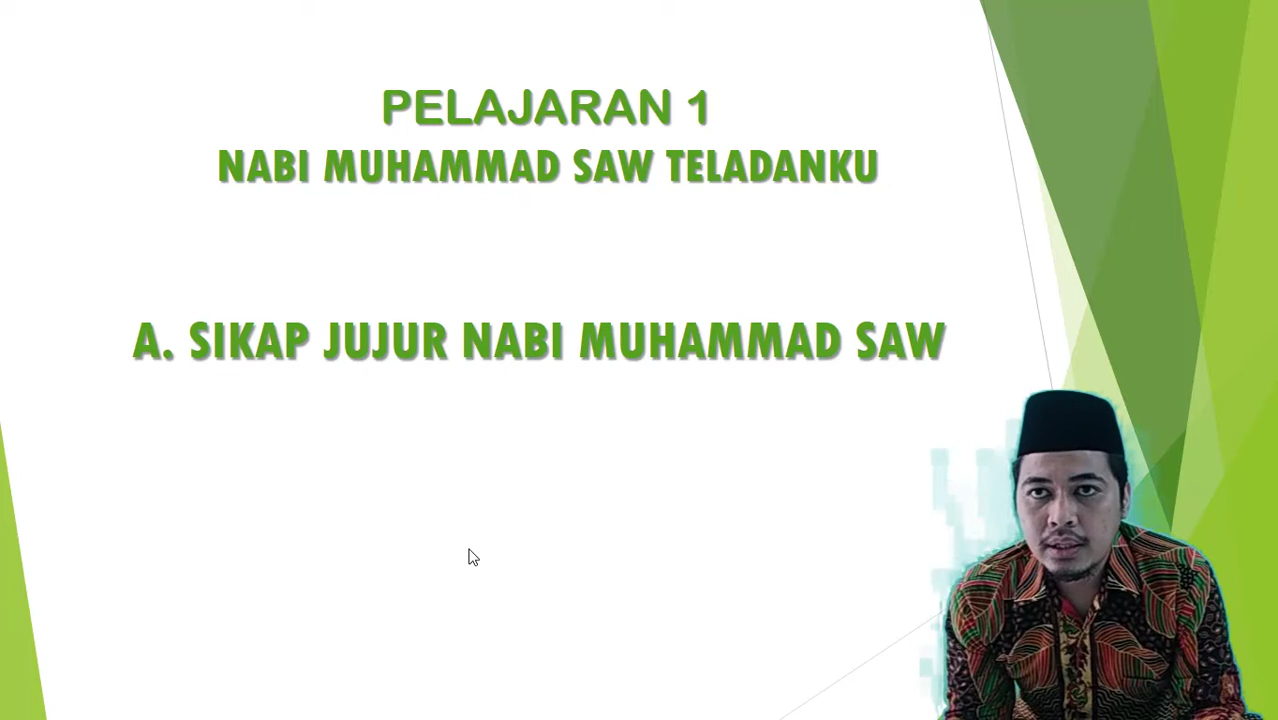 PELAJARAN 1
NABI MUHAMMAD SAW TELADANKU
A. SIKAP JUJUR NABI MUHAMMAD SAW